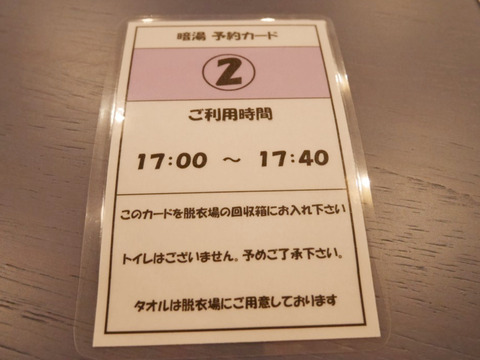 暗湯 予約カード
②
ご利用時間
17:00 ～ 17:40
このカードを脱衣場の回収箱にお入れ下さい
トイレはございません。予めご了承下さい。
タオルは脱衣場にご用意しております